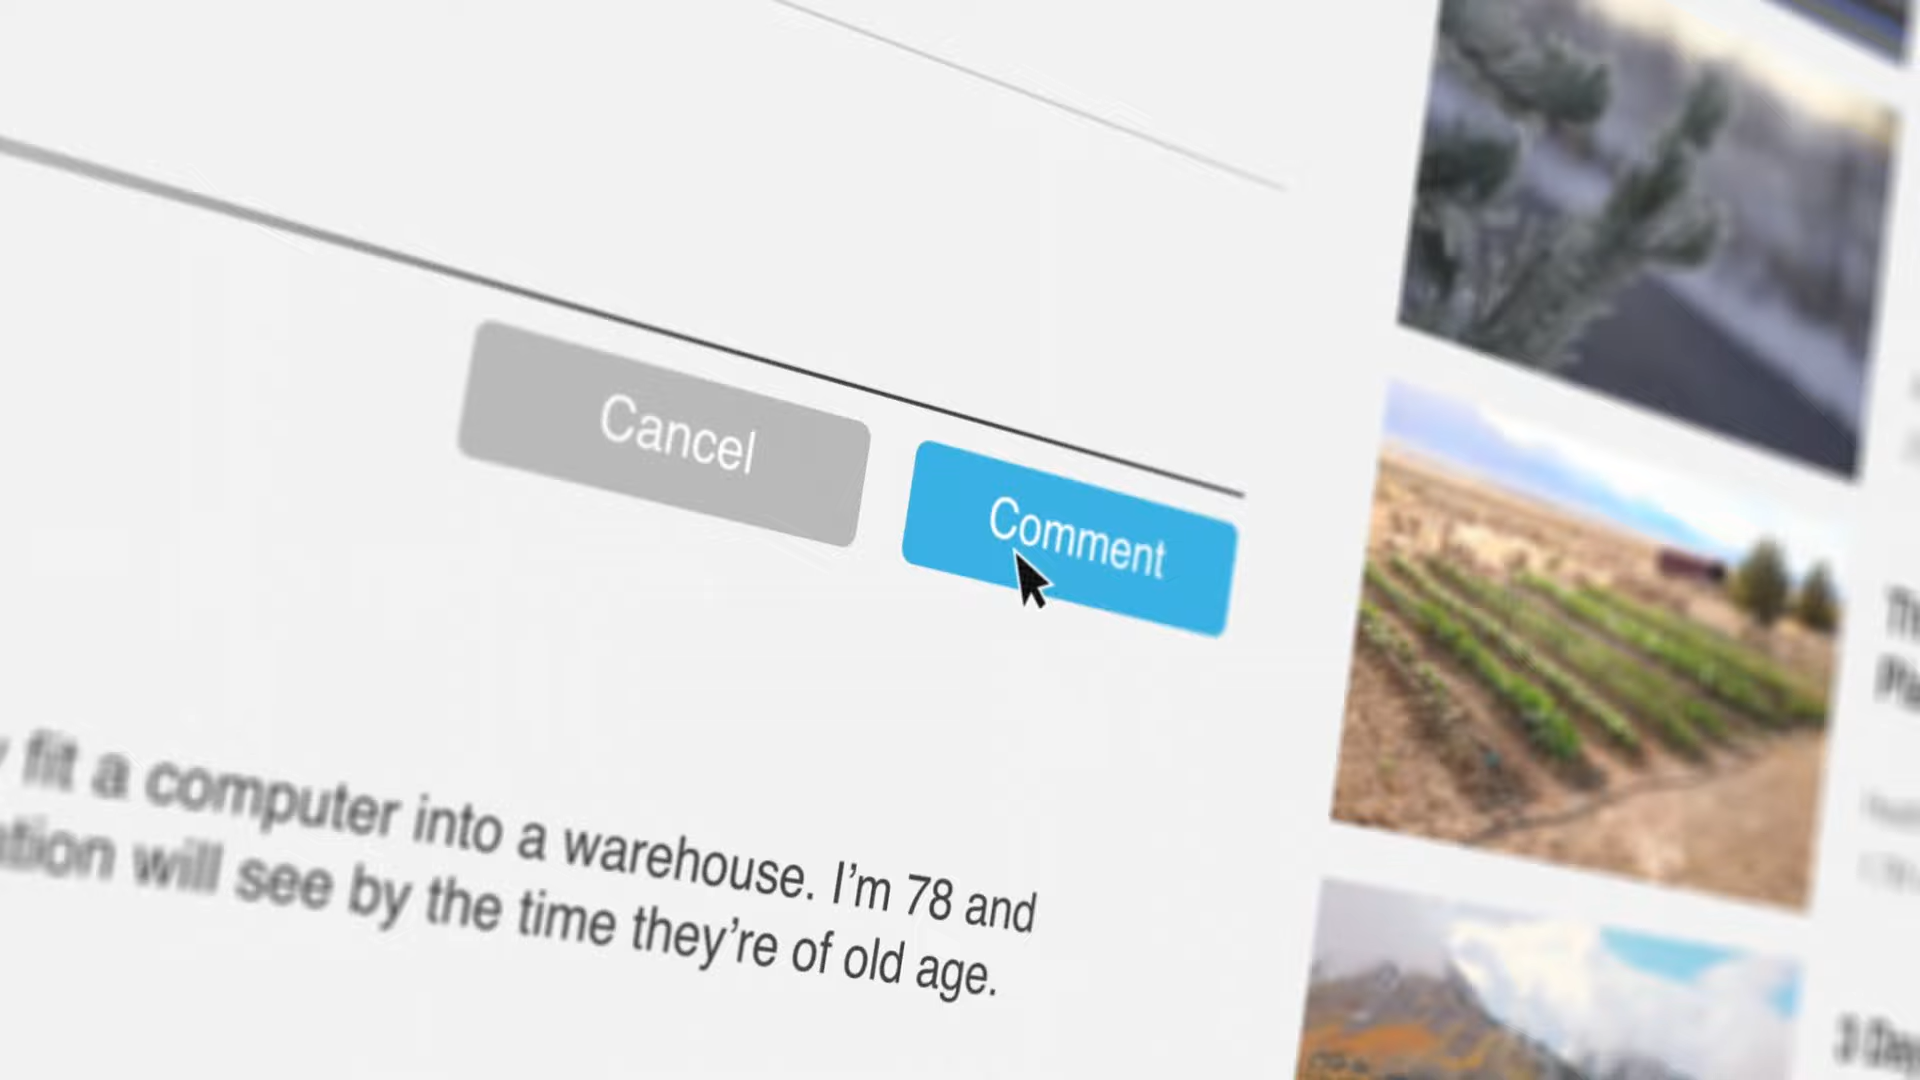 Cancel
Comment
fit a computer into a warehouse. I’m 78 and
will see by the time they’re of old age.